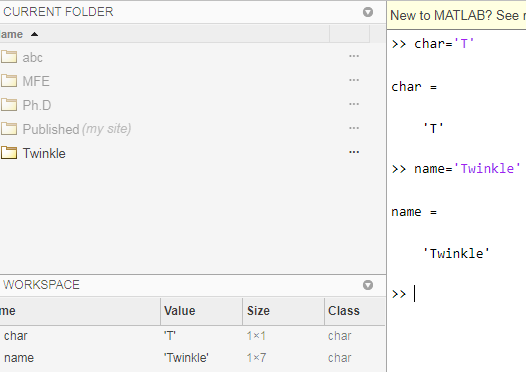 CURRENT FOLDER
ame
abc ...
MFE ...
Ph.D ...
Published (my site) ...
Twinkle ...
WORKSPACE
me Value Size Class
char 'T' 1×1 char
name 'Twinkle' 1×7 char
New to MATLAB? See
>> char='T'
char =
'T'
>> name='Twinkle'
name =
'Twinkle'
>>